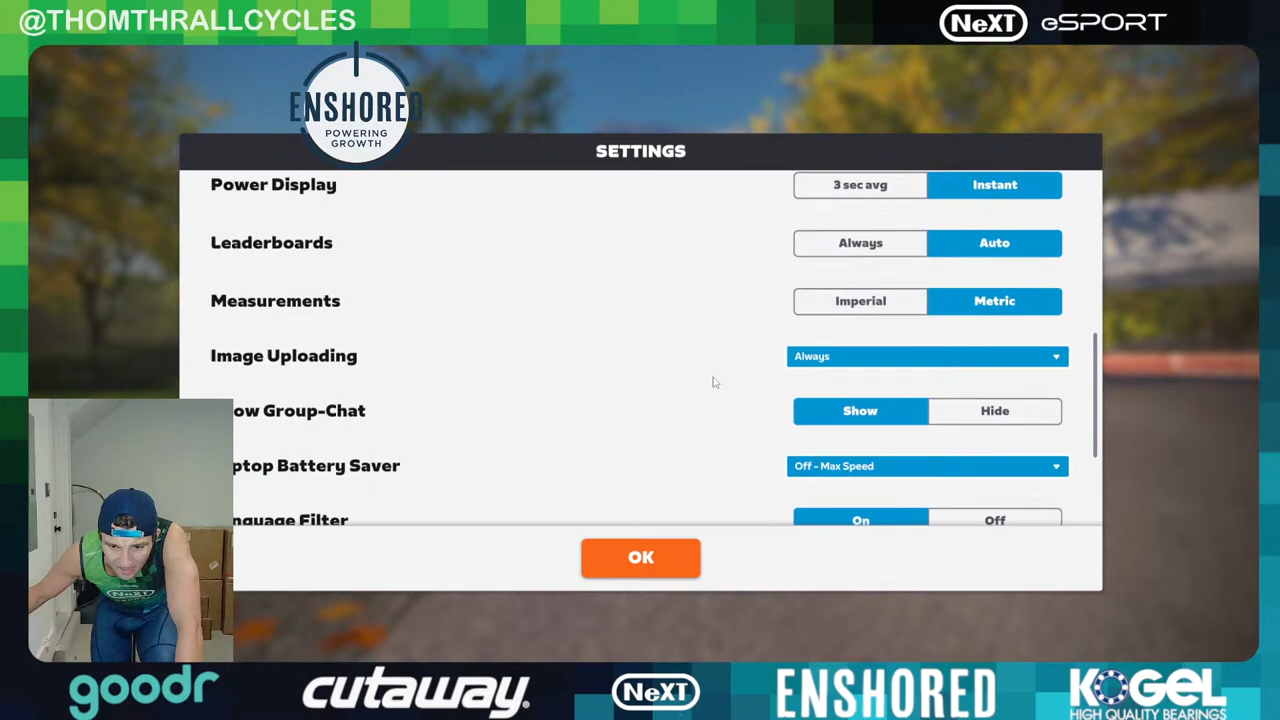 @THOMTHRALLCYCLES
NeXT eSPORT
ENSHORED
POWERING
GROWTH
SETTINGS
Power Display
3 sec avg
Instant
Leaderboards
Always
Auto
Measurements
Imperial
Metric
Image Uploading
Always
ow Group-Chat
Show
Hide
ptop Battery Saver
Off - Max Speed
nguage Filter
On
Off
OK
NeXT
goodr
cutaway.
NeXT
ENSHORED
KOGEL
HIGH QUALITY BEARINGS